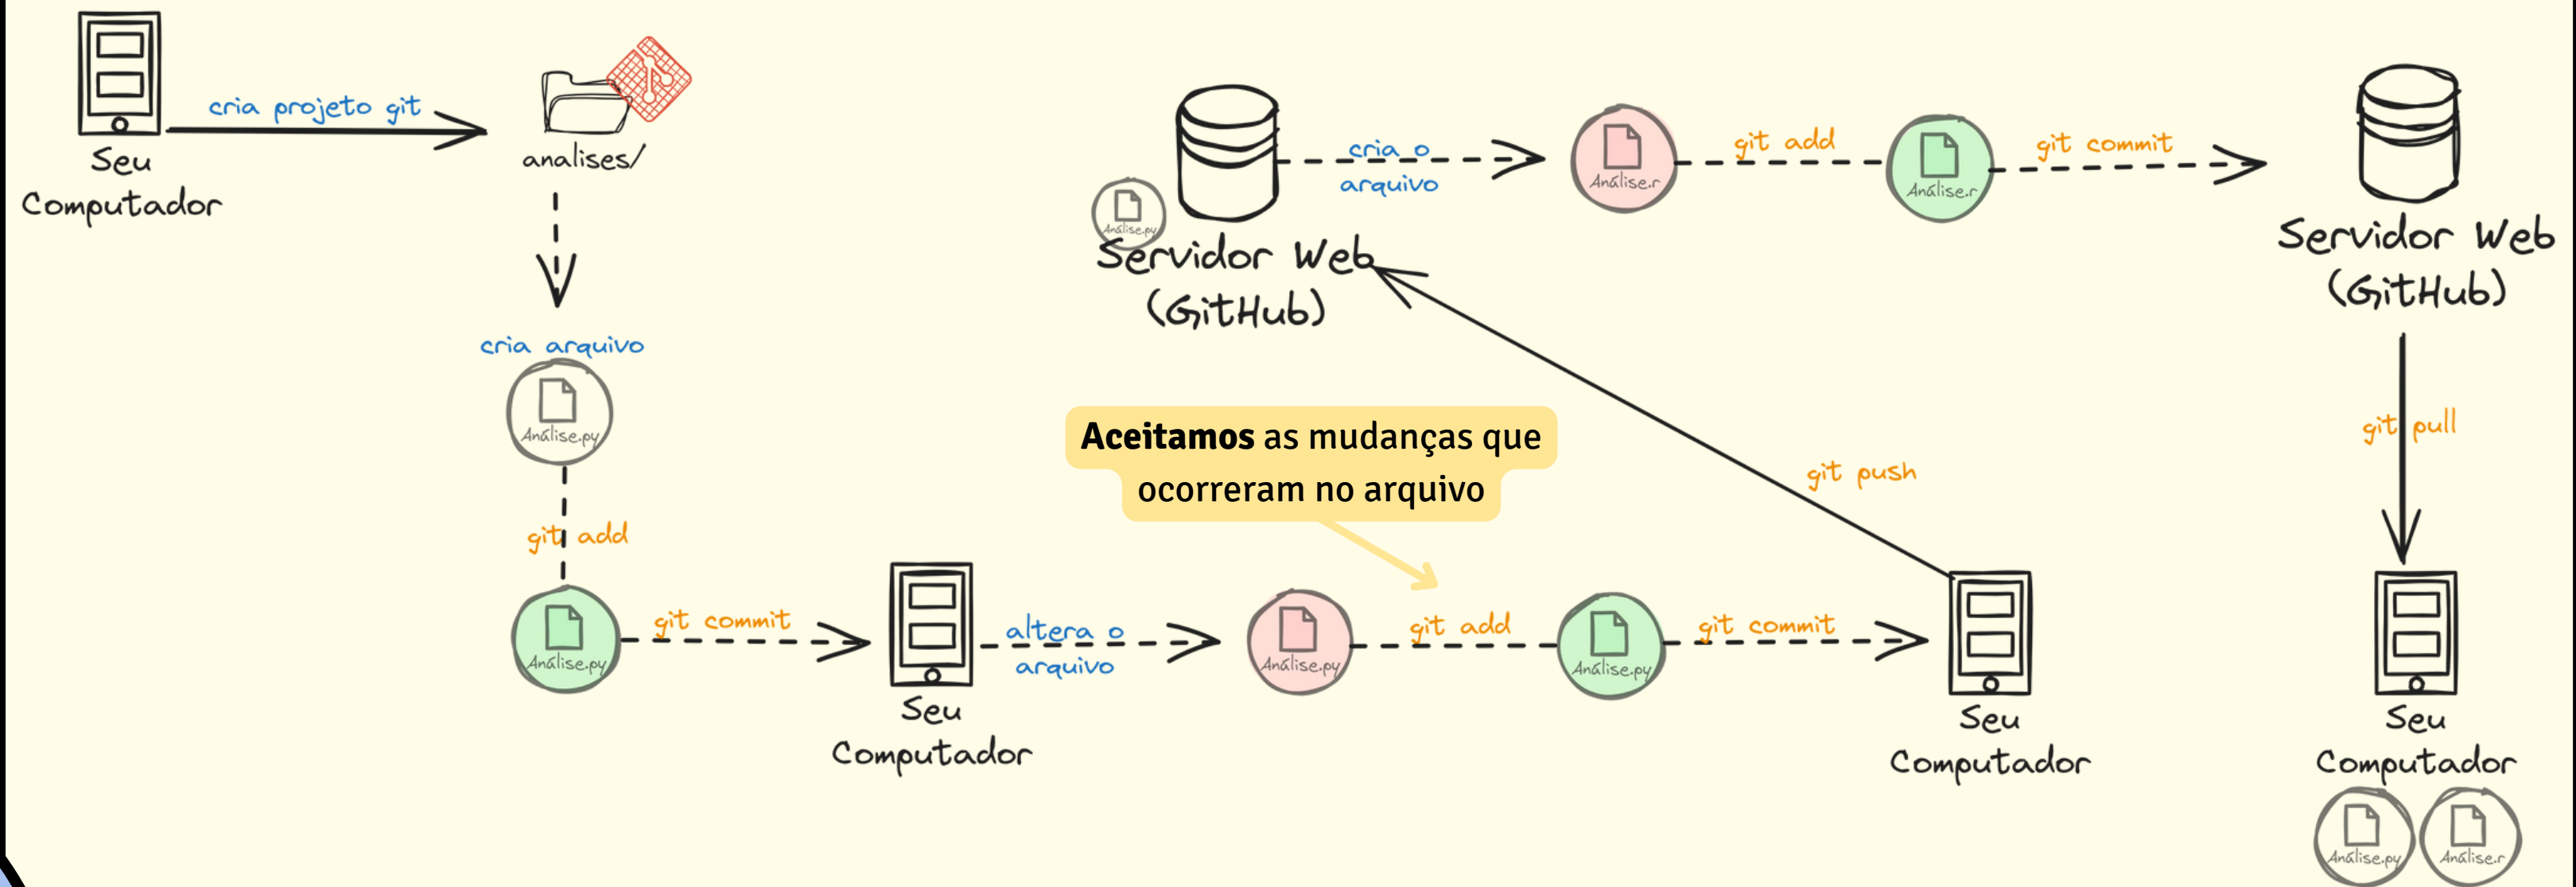 cria projeto git
Seu
Computador
analises/
cria arquivo
Análise.py
git add
Análise.py
git commit
Seu
Computador
altera o
arquivo
Análise.py
Aceitamos as mudanças que
ocorreram no arquivo
git add
Análise.py
git commit
Seu
Computador
git push
Análise.py
Servidor Web
(GitHub)
cria o
arquivo
Análise.r
git add
Análise.r
git commit
Servidor Web
(GitHub)
git pull
Seu
Computador
Análise.py
Análise.r